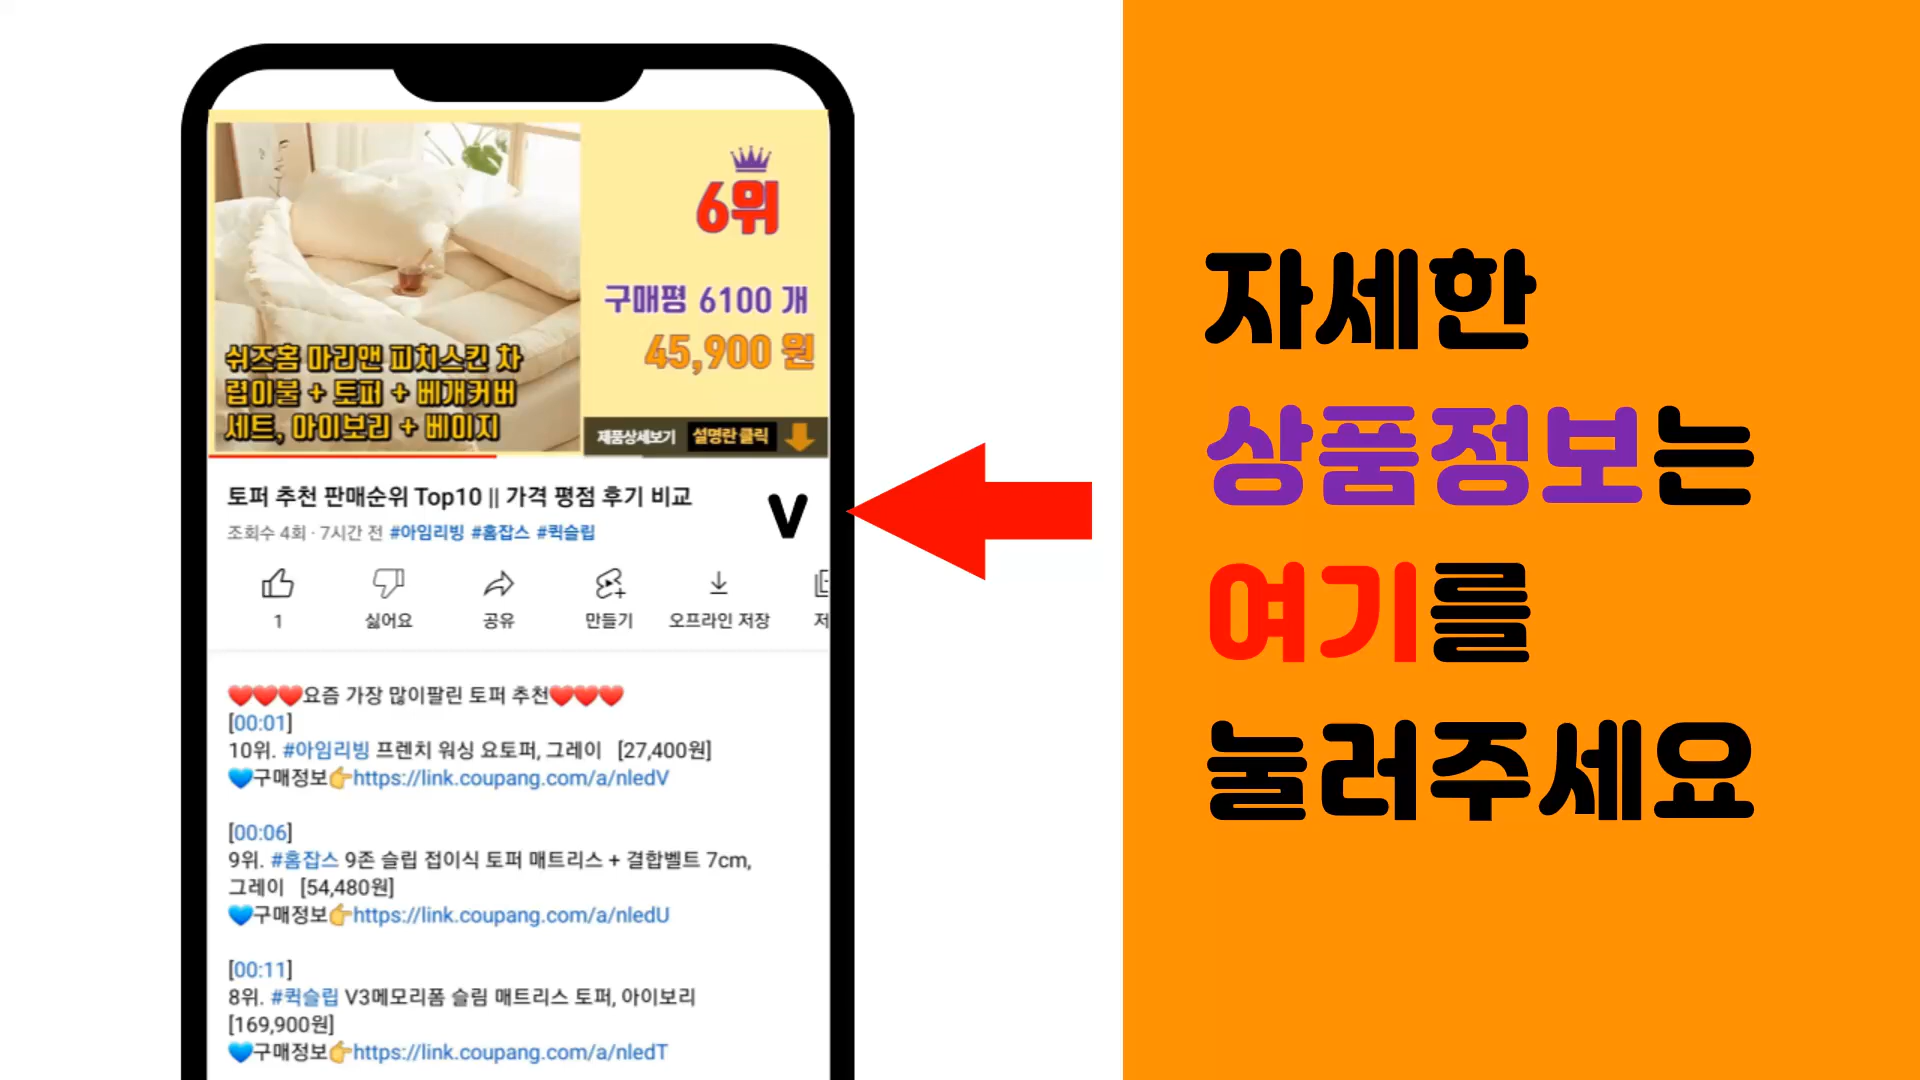 6위
구매평 6100 개
45,900 원
쉬즈홈 마리앤 피치스킨 차
렵이불 + 토퍼 + 베개커버
세트, 아이보리 + 베이지
제품상세보기 설명란 클릭
토퍼 추천 판매순위 Top10 || 가격 평점 후기 비교
V
조회수 4회 · 7시간 전 #아임리빙 #홈잡스 #퀵슬립
1 싫어요 공유 만들기 오프라인 저장 저
❤❤❤요즘 가장 많이팔린 토퍼 추천❤❤❤
[00:01]
10위. #아임리빙 프렌치 워싱 요토퍼, 그레이 [27,400원]
💙구매정보👉https://link.coupang.com/a/nledV
[00:06]
9위. #홈잡스 9존 슬립 접이식 토퍼 매트리스 + 결합벨트 7cm,
그레이 [54,480원]
💙구매정보👉https://link.coupang.com/a/nledU
[00:11]
8위. #퀵슬립 V3메모리폼 슬림 매트리스 토퍼, 아이보리
[169,900원]
💙구매정보👉https://link.coupang.com/a/nledT
자세한
상품정보는
여기를
눌러주세요